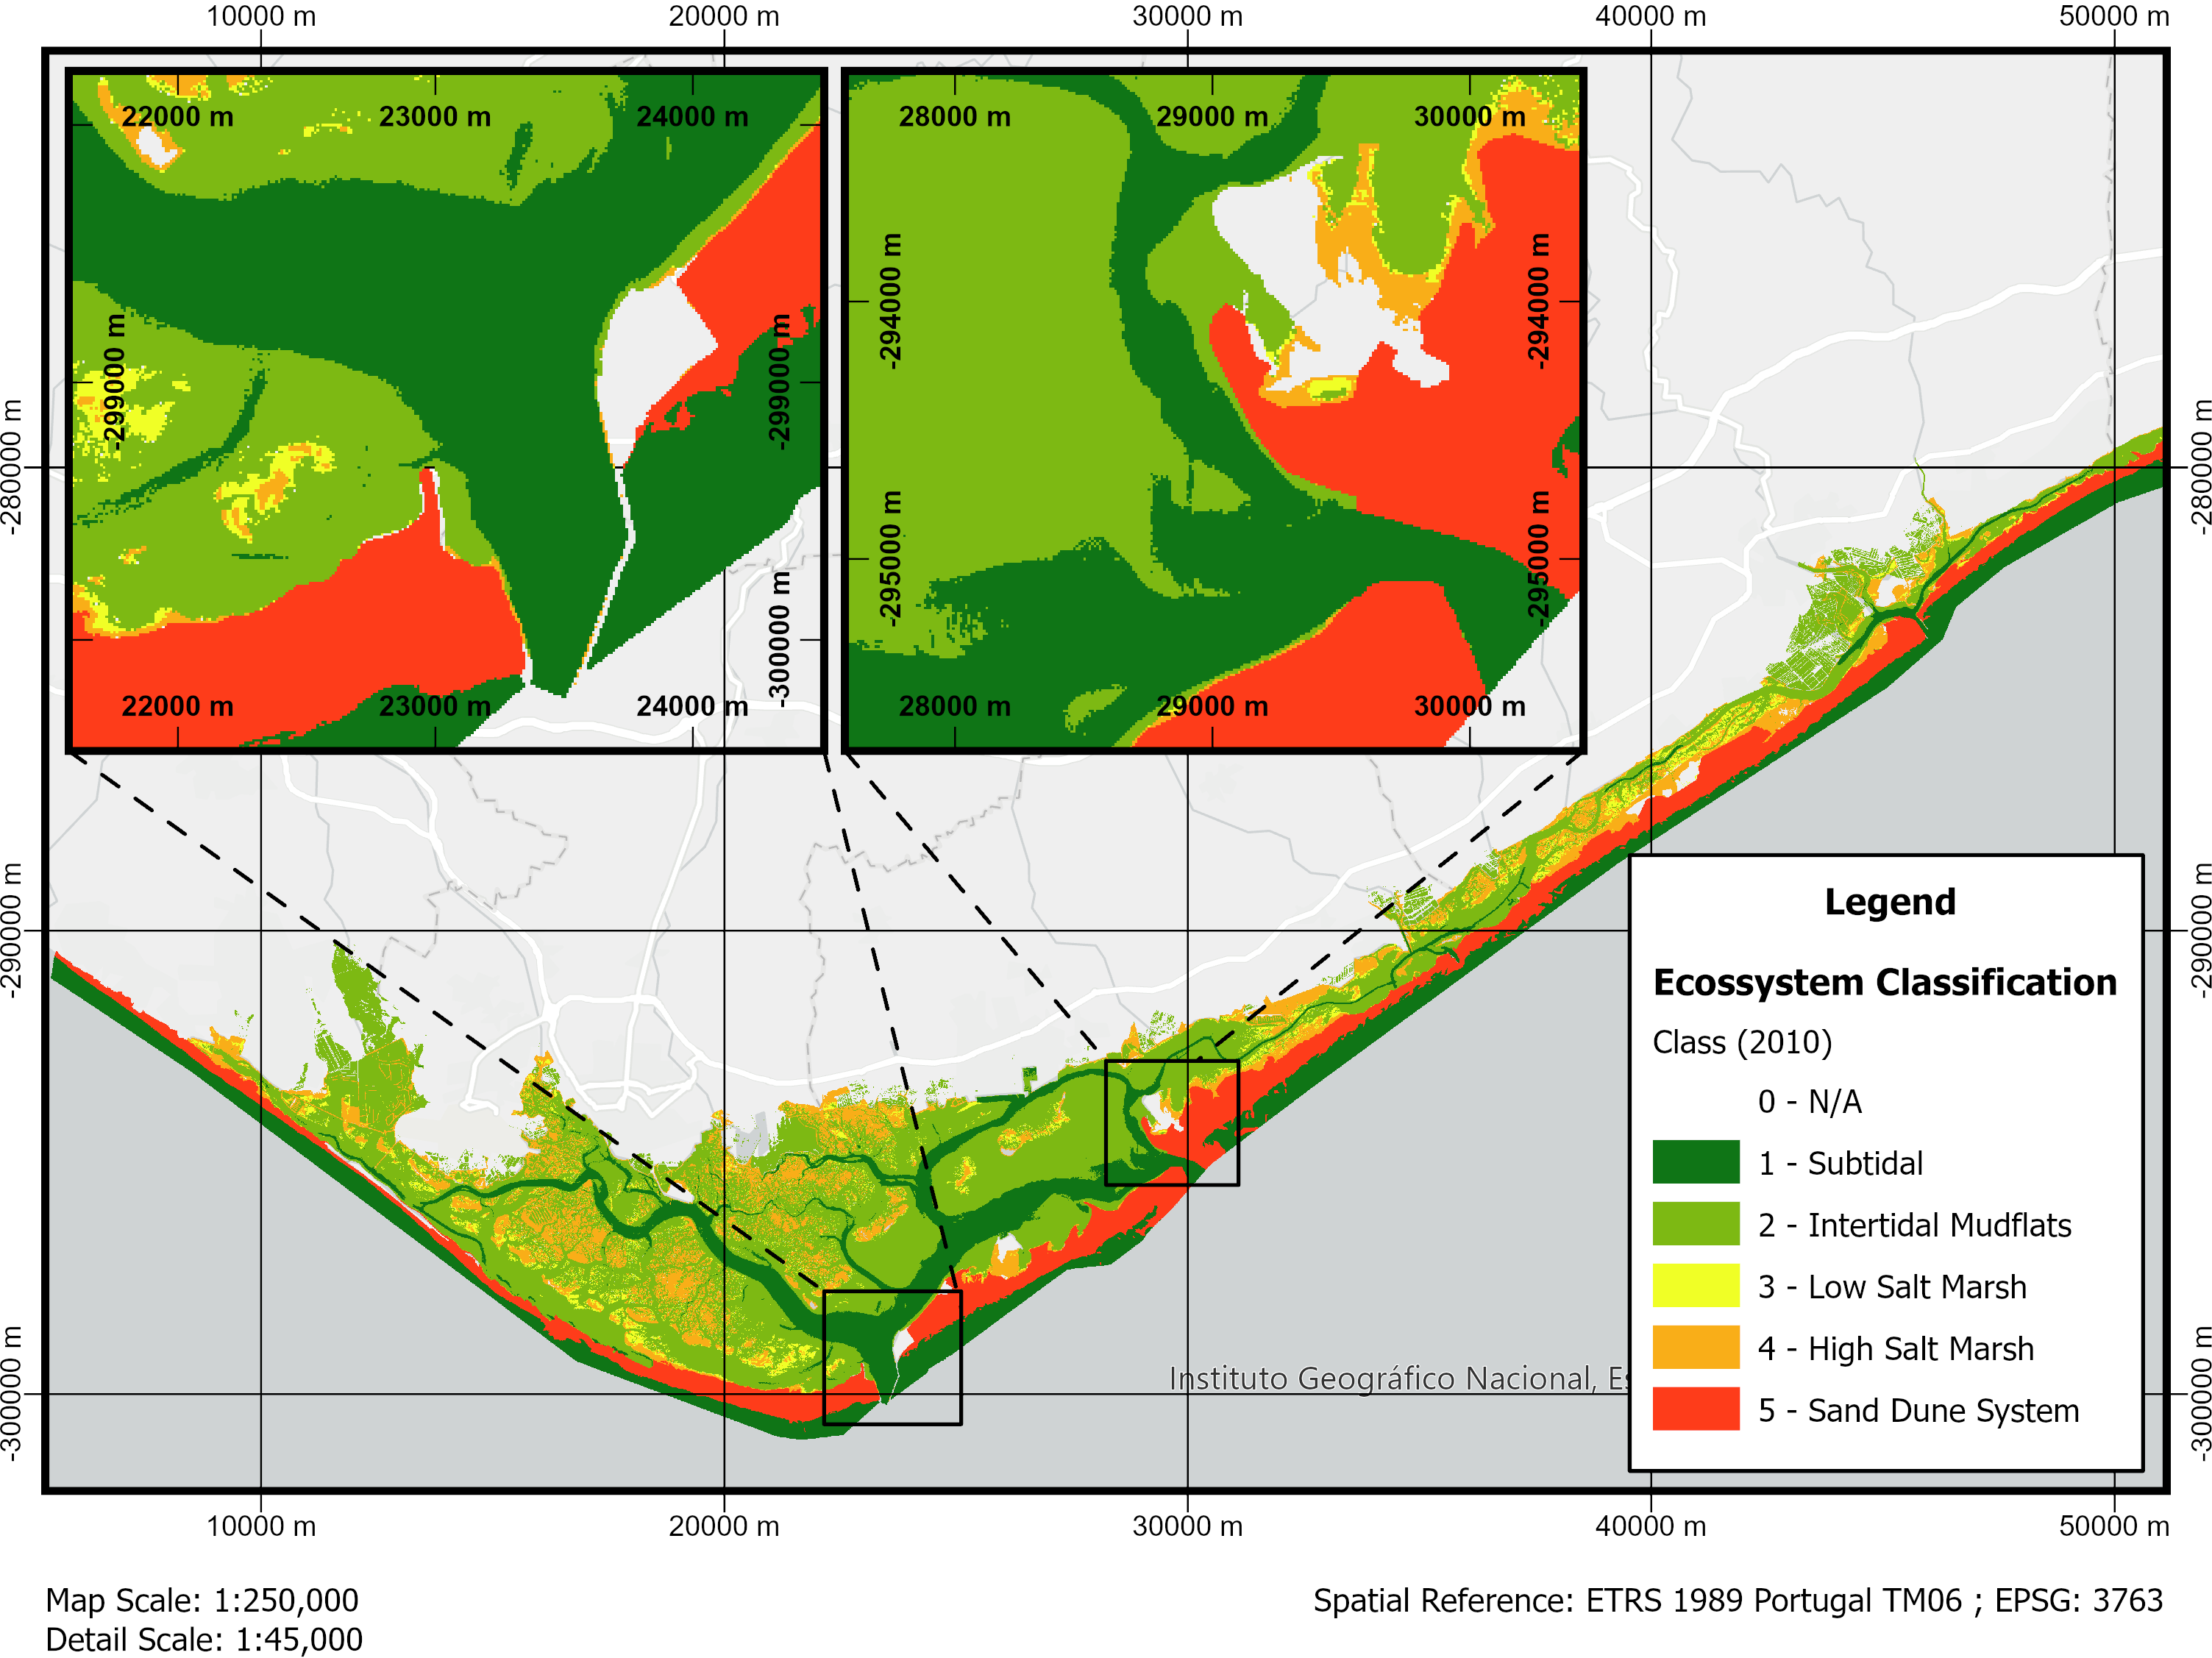 10000 m 20000 m 30000 m 40000 m 50000 m
22000 m 23000 m 24000 m
28000 m 29000 m 30000 m
-294000 m -294000 m
-299000 m -299000 m
-280000 m -280000 m
-295000 m -295000 m
-300000 m
22000 m 23000 m 24000 m
28000 m 29000 m 30000 m
-290000 m -290000 m
Legend
Ecossystem Classification
Class (2010)
0 - N/A
1 - Subtidal
2 - Intertidal Mudflats
3 - Low Salt Marsh
4 - High Salt Marsh
5 - Sand Dune System
Instituto Geográfico Nacional,
-300000 m -300000 m
10000 m 20000 m 30000 m 40000 m 50000 m
Map Scale: 1:250,000
Detail Scale: 1:45,000
Spatial Reference: ETRS 1989 Portugal TM06 ; EPSG: 3763